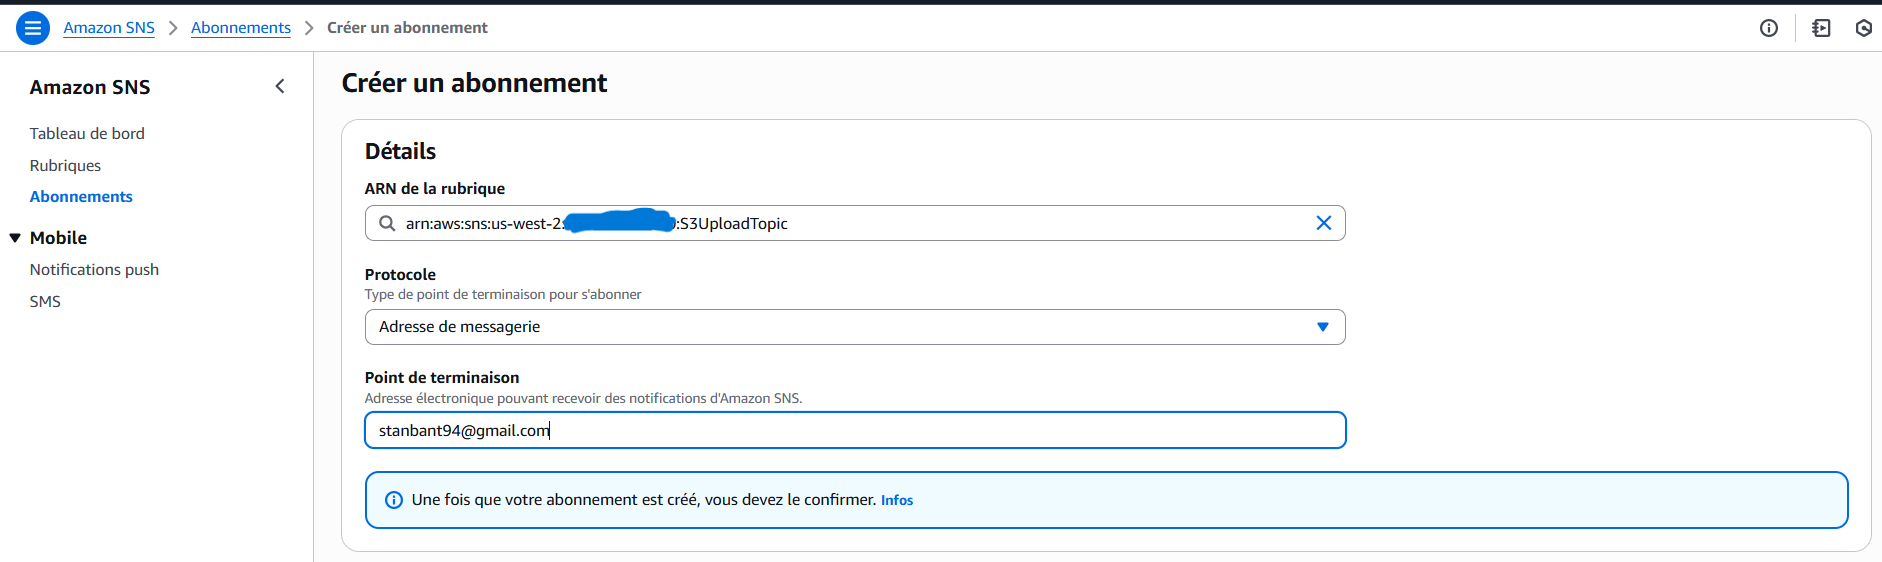 Amazon SNS > Abonnements > Créer un abonnement
Amazon SNS
Tableau de bord
Rubriques
Abonnements
Mobile
Notifications push
SMS
Créer un abonnement
Détails
ARN de la rubrique
arn:aws:sns:us-west-2: :S3UploadTopic
Protocole
Type de point de terminaison pour s'abonner
Adresse de messagerie
Point de terminaison
Adresse électronique pouvant recevoir des notifications d'Amazon SNS.
stanbant94@gmail.com
Une fois que votre abonnement est créé, vous devez le confirmer. Infos